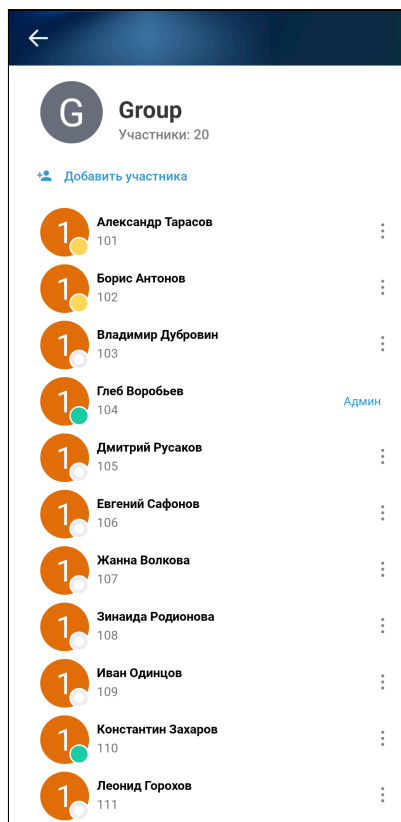 G
Group
Участники: 20
Добавить участника
1
Александр Тарасов
101
1
Борис Антонов
102
1
Владимир Дубровин
103
1
Глеб Воробьев
104
Админ
1
Дмитрий Русаков
105
1
Евгений Сафонов
106
1
Жанна Волкова
107
1
Зинаида Родионова
108
1
Иван Одинцов
109
1
Константин Захаров
110
1
Леонид Горохов
111